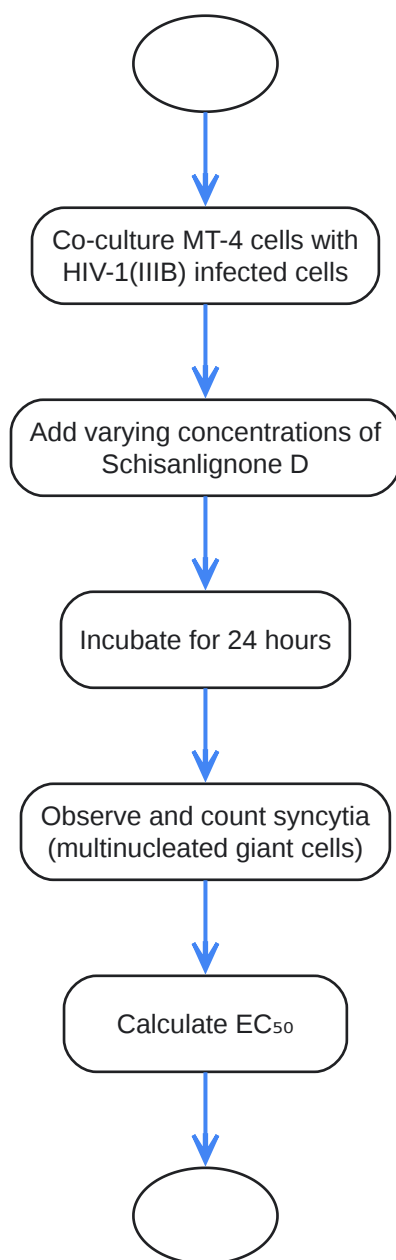 Co-culture MT-4 cells with
HIV-1(IIIB) infected cells
Add varying concentrations of
Schisanlignone D
Incubate for 24 hours
Observe and count syncytia
(multinucleated giant cells)
Calculate EC₅₀